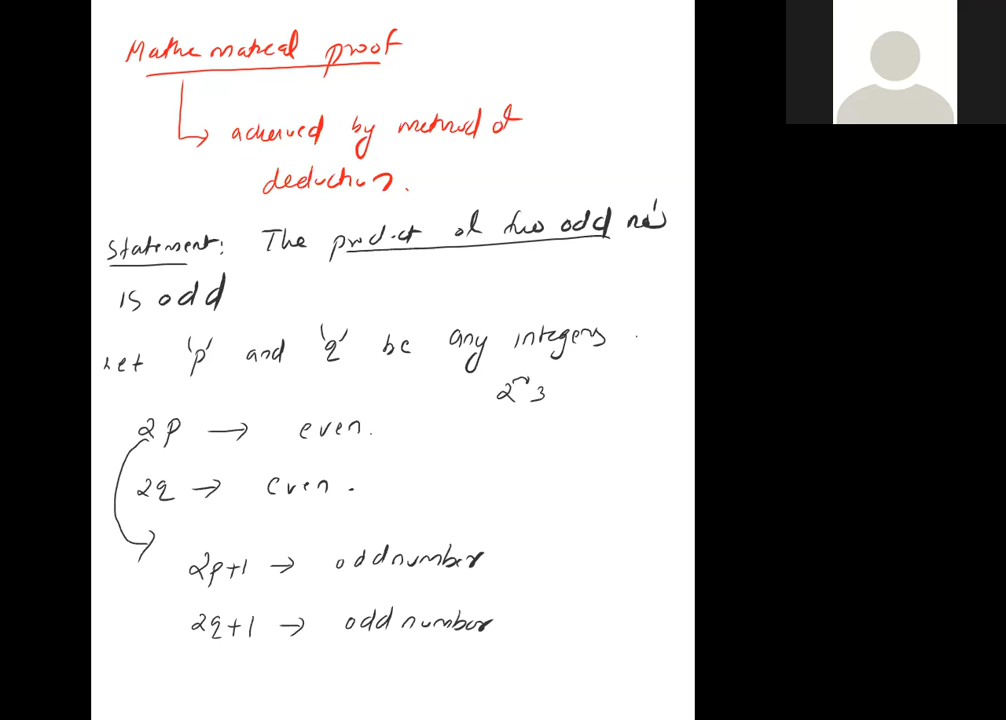 Mathematical proof
achieved by method of
deduction.
Statement: The product of two odd no's
is odd
Let 'p' and 'q' be any integers.
2 3
2p → even.
2q → even.
2p+1 → odd number
2q+1 → odd number